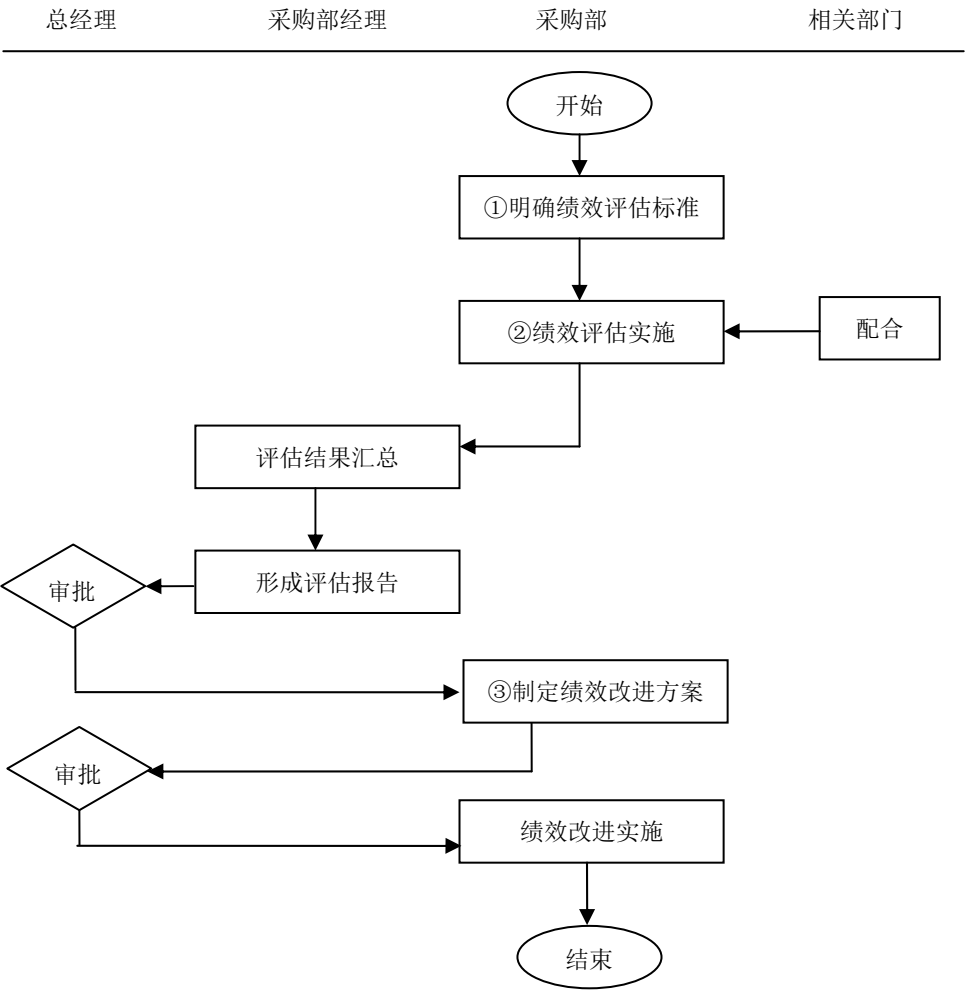 总经理
采购部经理
采购部
相关部门
开始
①明确绩效评估标准
②绩效评估实施
配合
评估结果汇总
形成评估报告
审批
③制定绩效改进方案
审批
绩效改进实施
结束